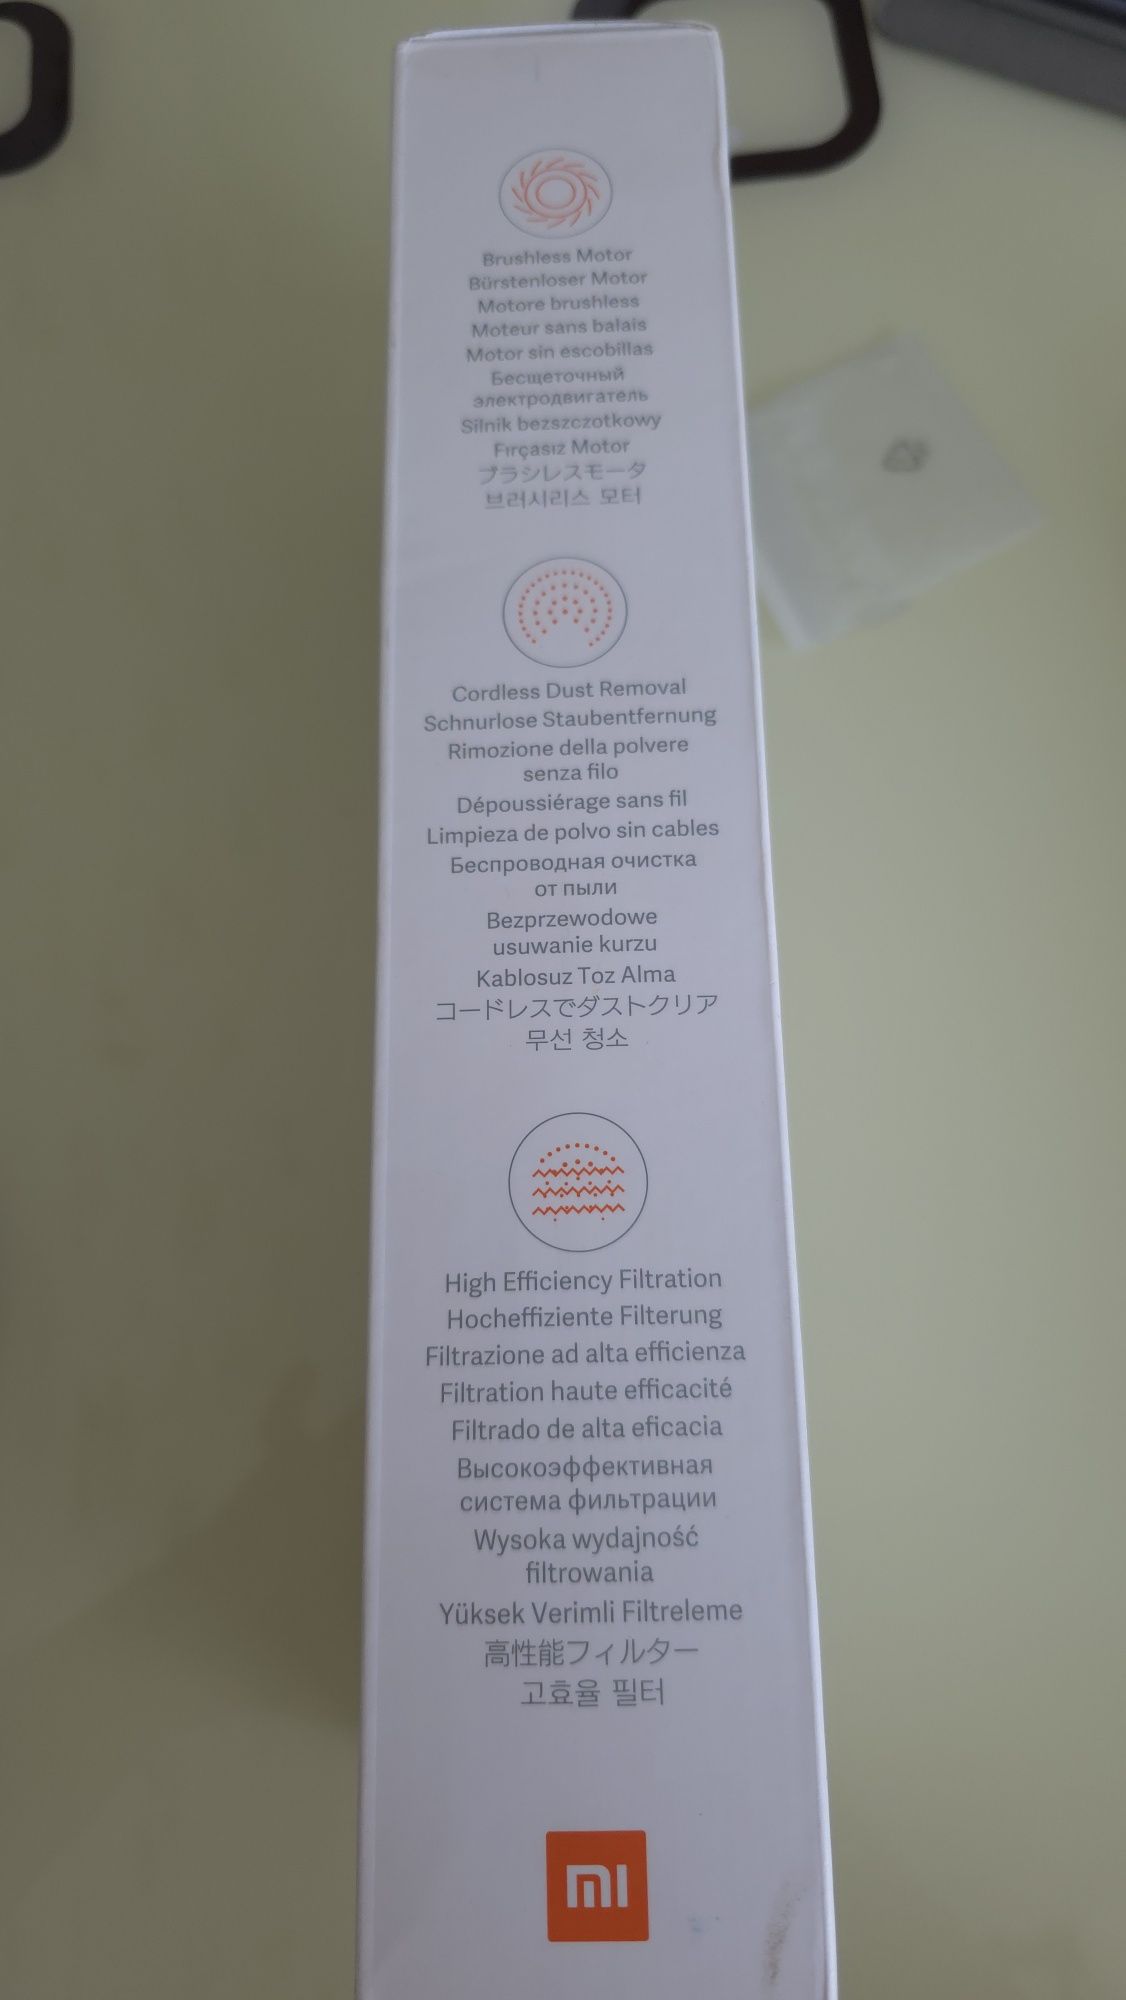 Brushless Motor
Bürstenloser Motor
Motore brushless
Moteur sans balais
Motor sin escobillas
Бесщеточный
электродвигатель
Silnik bezszczotkowy
Fırçasız Motor
ブラシレスモータ
브러시리스 모터
Cordless Dust Removal
Schnurlose Staubentfernung
Rimozione della polvere
senza filo
Dépoussiérage sans fil
Limpieza de polvo sin cables
Беспроводная очистка
от пыли
Bezprzewodowe
usuwanie kurzu
Kablosuz Toz Alma
コードレスでダストクリア
무선 청소
High Efficiency Filtration
Hocheffiziente Filterung
Filtrazione ad alta efficienza
Filtration haute efficacité
Filtrado de alta eficacia
Высокоэффективная
система фильтрации
Wysoka wydajność
filtrowania
Yüksek Verimli Filtreleme
高性能フィルター
고효율 필터
mi